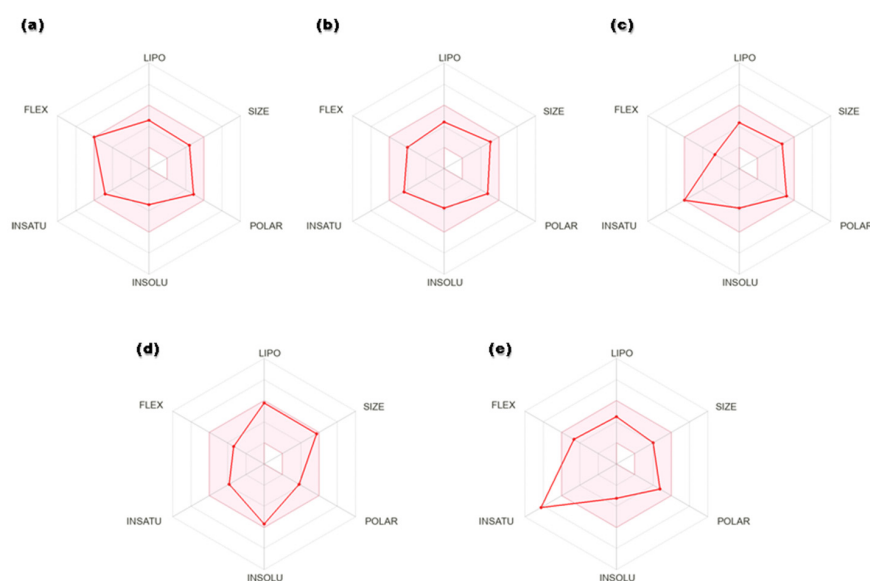 (a)
LIPO
FLEX
SIZE
INSATU
POLAR
INSOLU
(b)
LIPO
FLEX
SIZE
INSATU
POLAR
INSOLU
(c)
LIPO
FLEX
SIZE
INSATU
POLAR
INSOLU
(d)
LIPO
FLEX
SIZE
INSATU
POLAR
INSOLU
(e)
LIPO
FLEX
SIZE
INSATU
POLAR
INSOLU